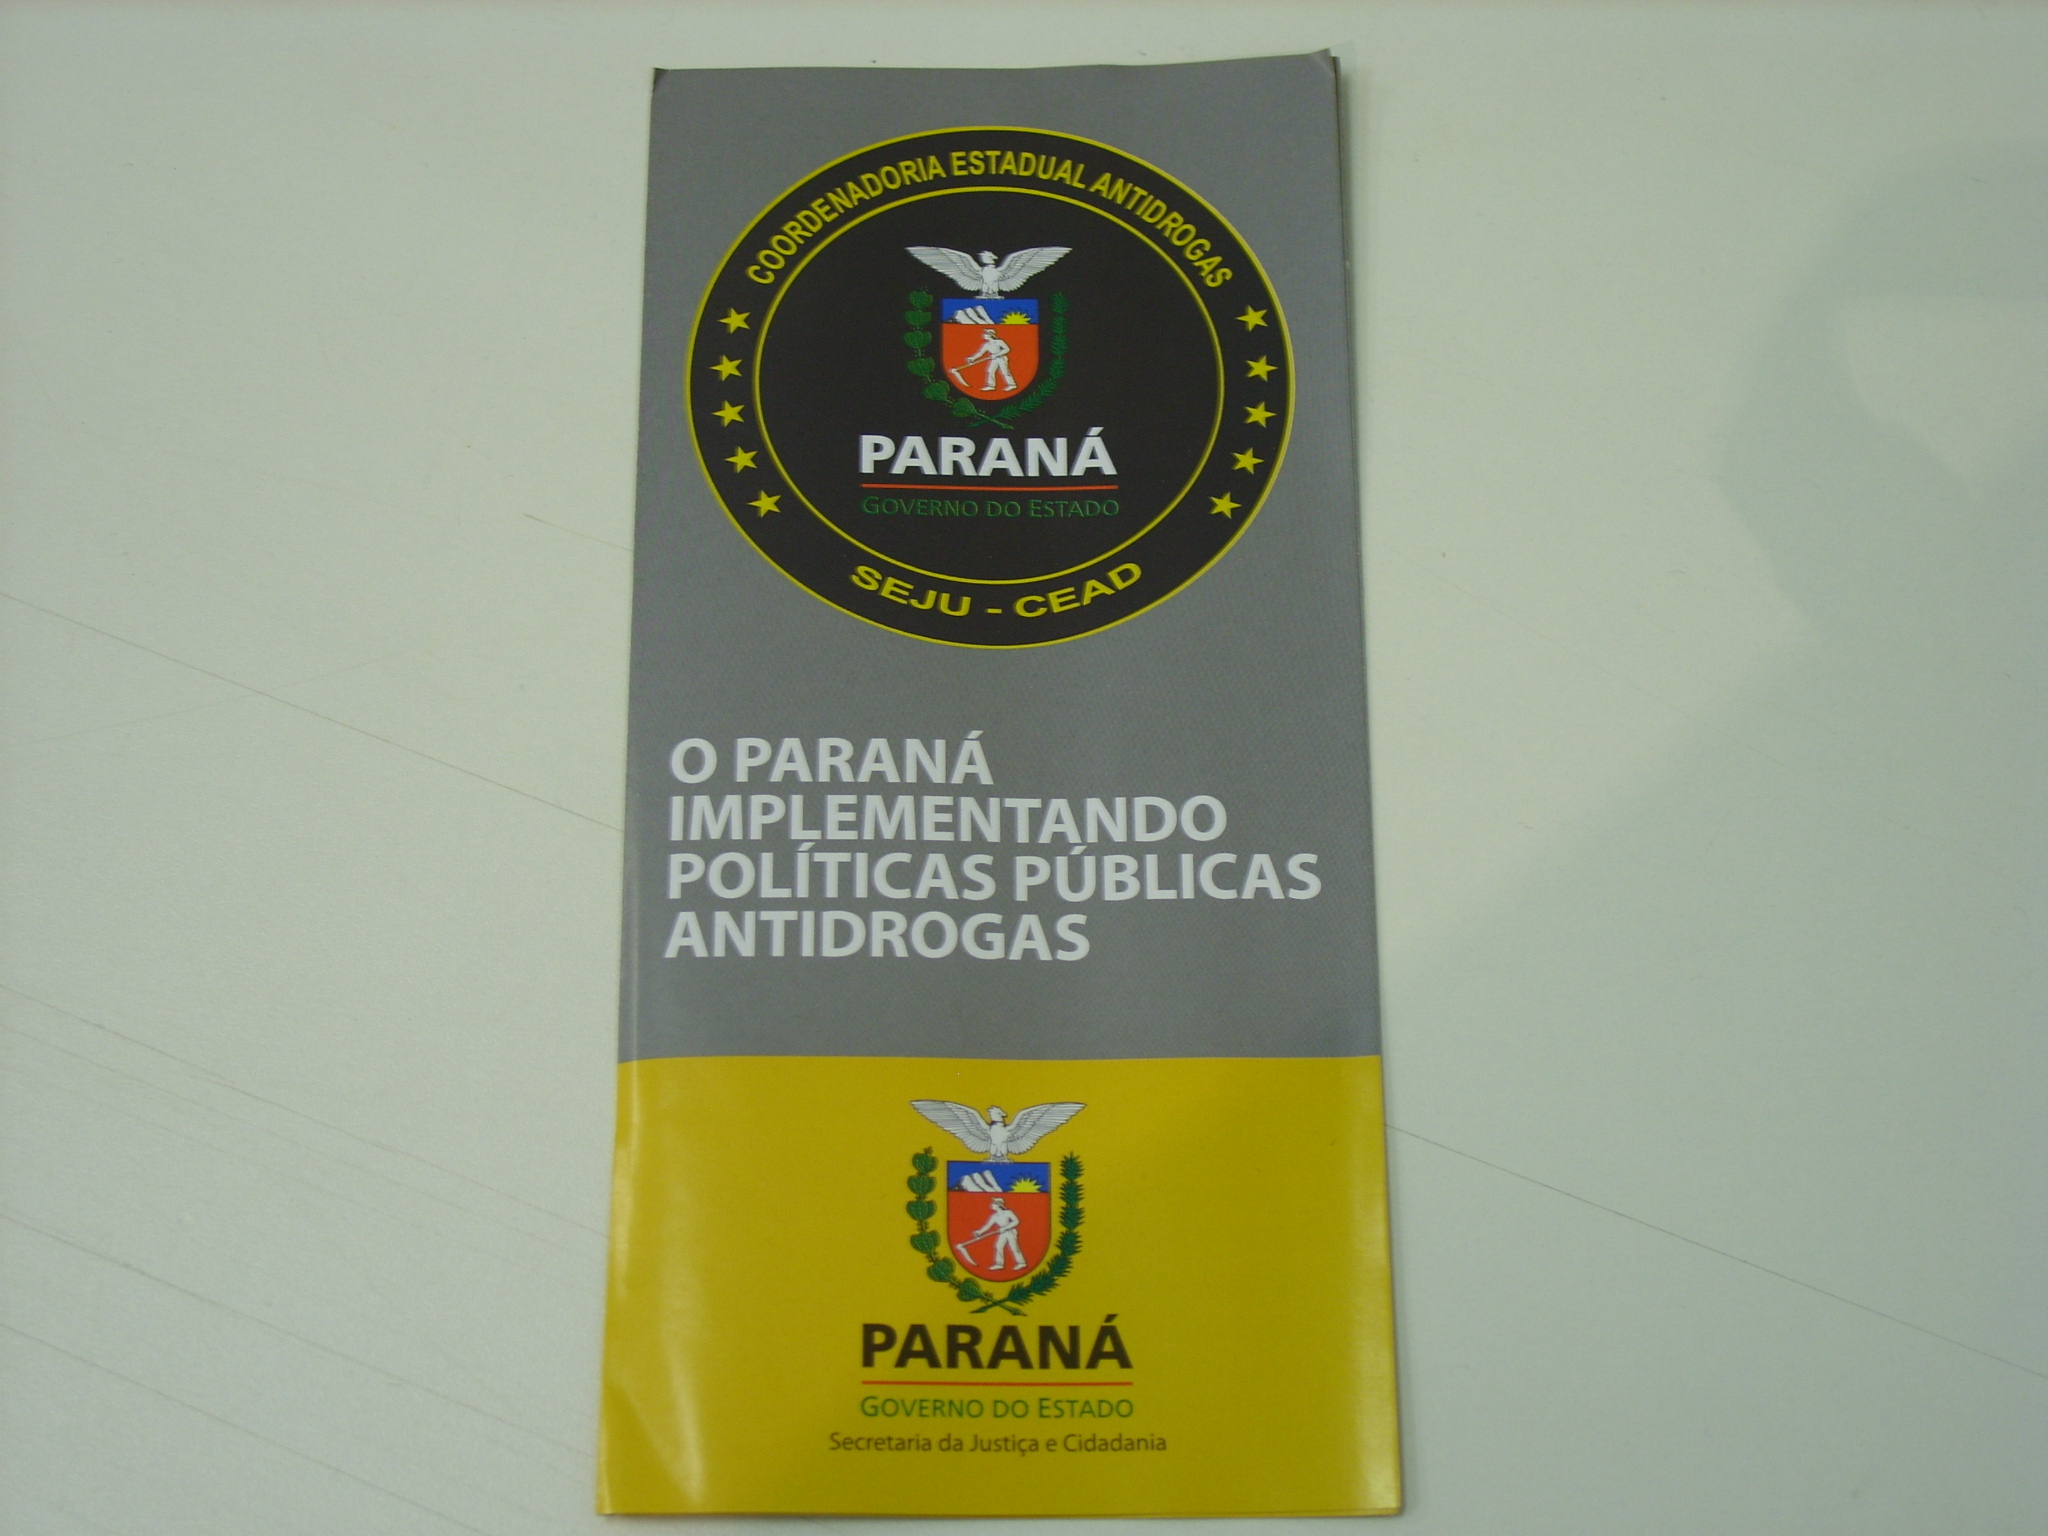 COORDENADORIA ESTADUAL ANTIDROGAS
PARANÁ
GOVERNO DO ESTADO
SEJU - CEAD
O PARANÁ
IMPLEMENTANDO
POLÍTICAS PÚBLICAS
ANTIDROGAS
PARANÁ
GOVERNO DO ESTADO
Secretaria da Justiça e Cidadania